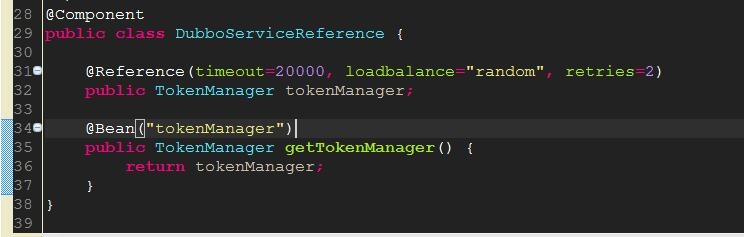 28 @Component
29 public class DubboServiceReference {
30
31 @Reference(timeout=20000, loadbalance="random", retries=2)
32 public TokenManager tokenManager;
33
34 @Bean("tokenManager")
35 public TokenManager getTokenManager() {
36 return tokenManager;
37 }
38 }
39